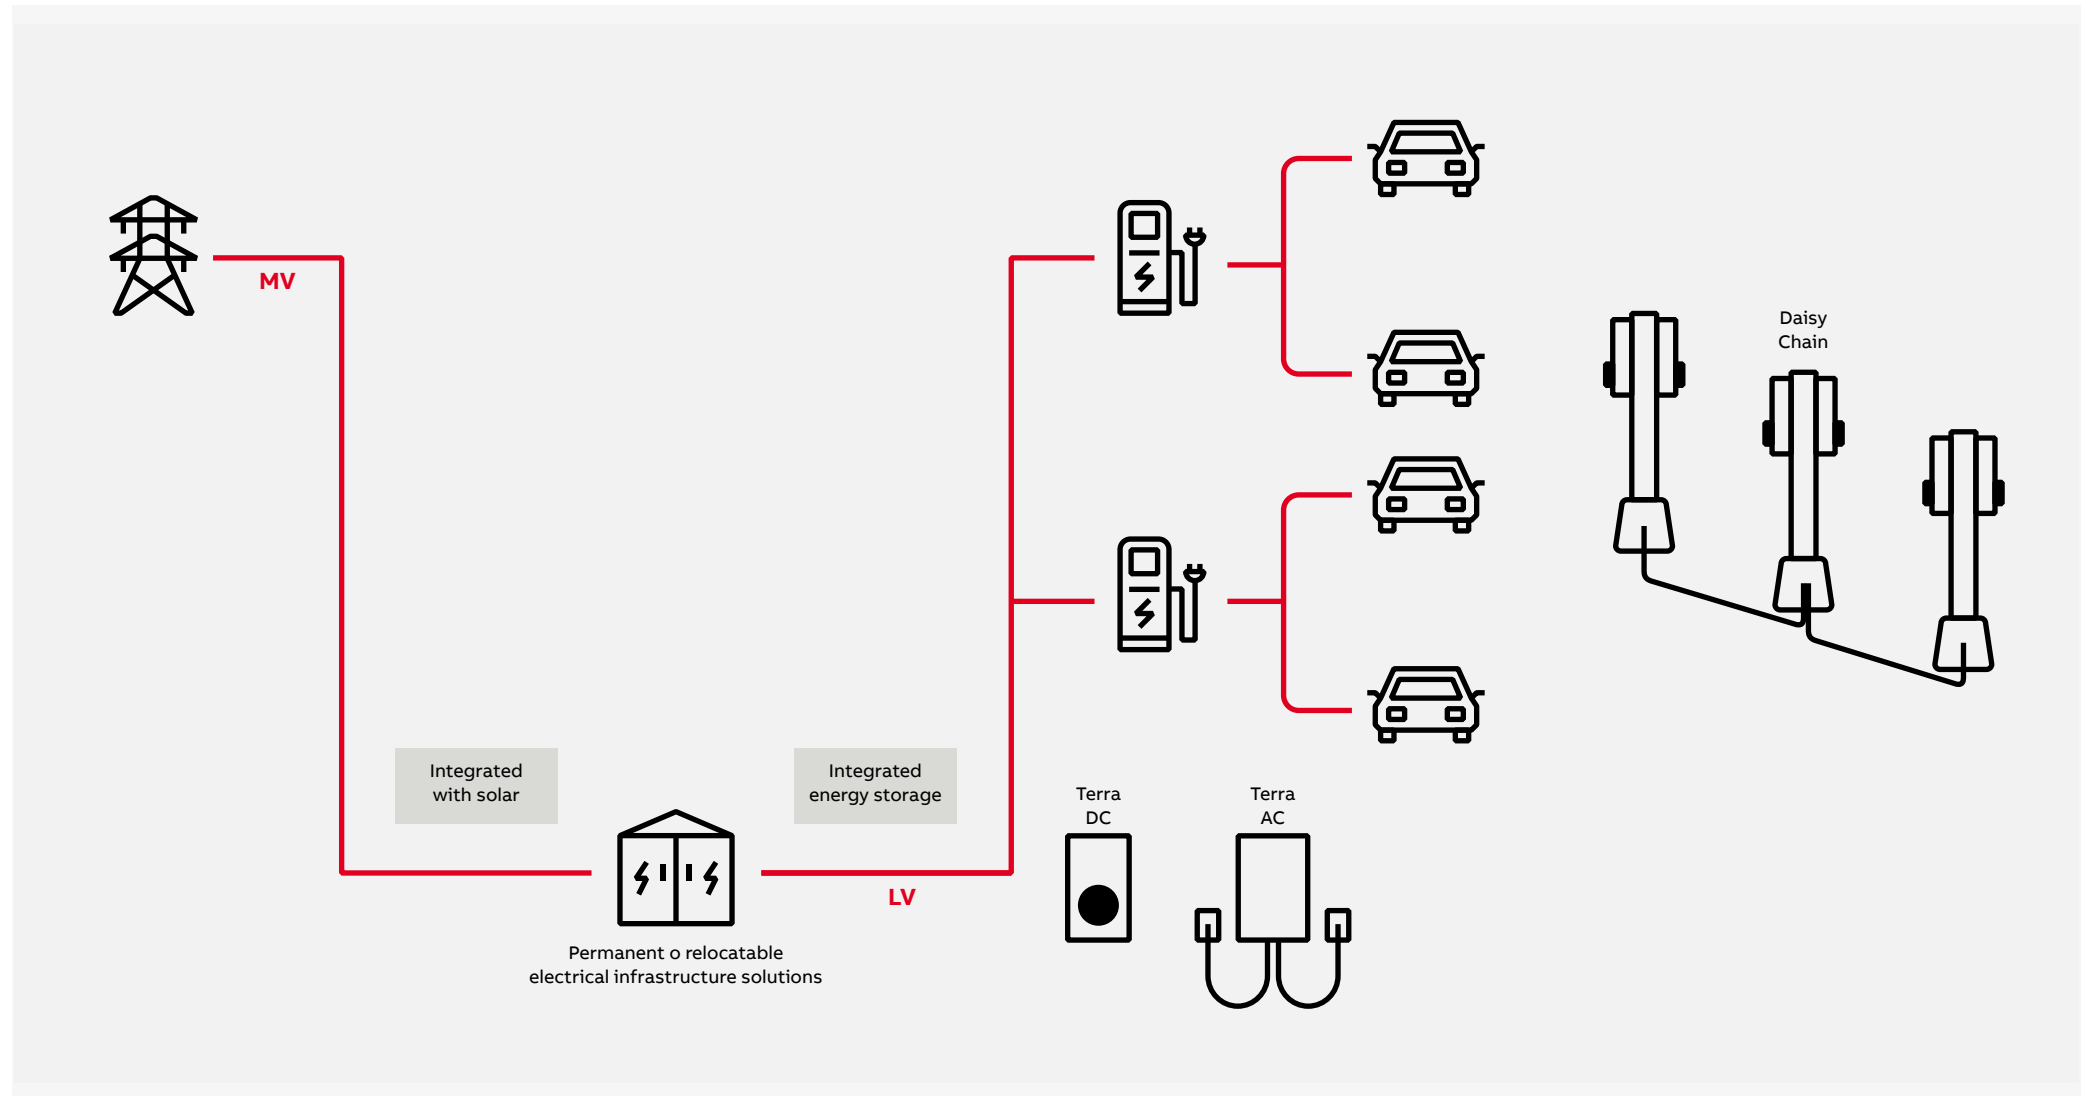 MV
Daisy
Chain
Integrated
with solar
Integrated
energy storage
Terra
DC
Terra
AC
LV
Permanent o relocatable
electrical infrastructure solutions